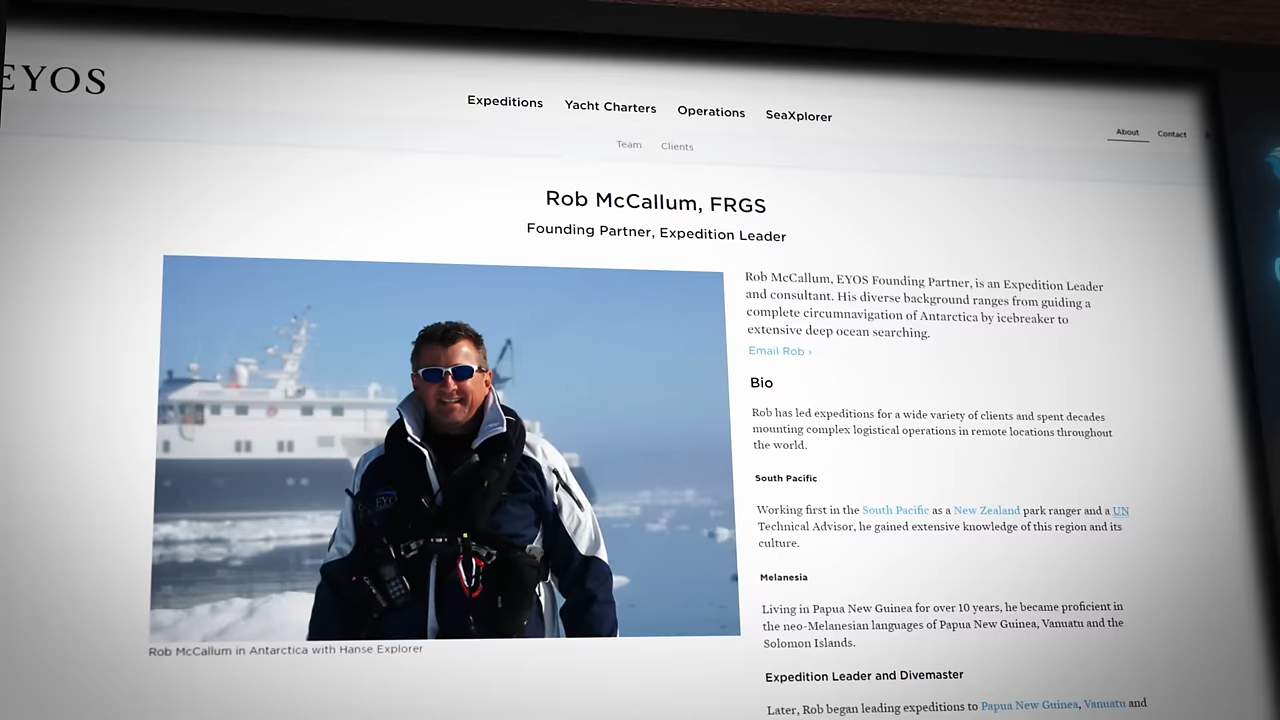 EYOS
Expeditions Yacht Charters Operations SeaXplorer
About Contact
Team Clients
Rob McCallum, FRGS
Founding Partner, Expedition Leader
Rob McCallum, EYOS Founding Partner, is an Expedition Leader
and consultant. His diverse background ranges from guiding a
complete circumnavigation of Antarctica by icebreaker to
extensive deep ocean searching.
Email Rob ›
Bio
Rob has led expeditions for a wide variety of clients and spent decades
mounting complex logistical operations in remote locations throughout
the world.
South Pacific
Working first in the South Pacific as a New Zealand park ranger and a UN
Technical Advisor, he gained extensive knowledge of this region and its
culture.
Melanesia
Living in Papua New Guinea for over 10 years, he became proficient in
the neo-Melanesian languages of Papua New Guinea, Vanuatu and the
Solomon Islands.
Expedition Leader and Divemaster
Later, Rob began leading expeditions to Papua New Guinea, Vanuatu and
Rob McCallum in Antarctica with Hanse Explorer